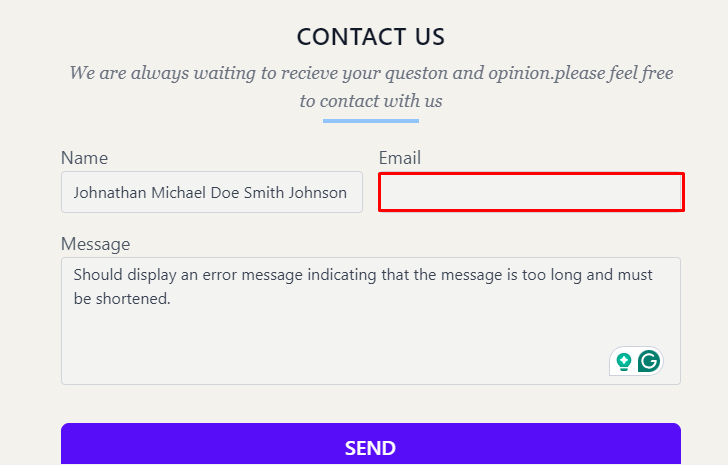 CONTACT US
We are always waiting to recieve your queston and opinion.please feel free
to contact with us
Name
Email
Johnathan Michael Doe Smith Johnson
Message
Should display an error message indicating that the message is too long and must
be shortened.
SEND